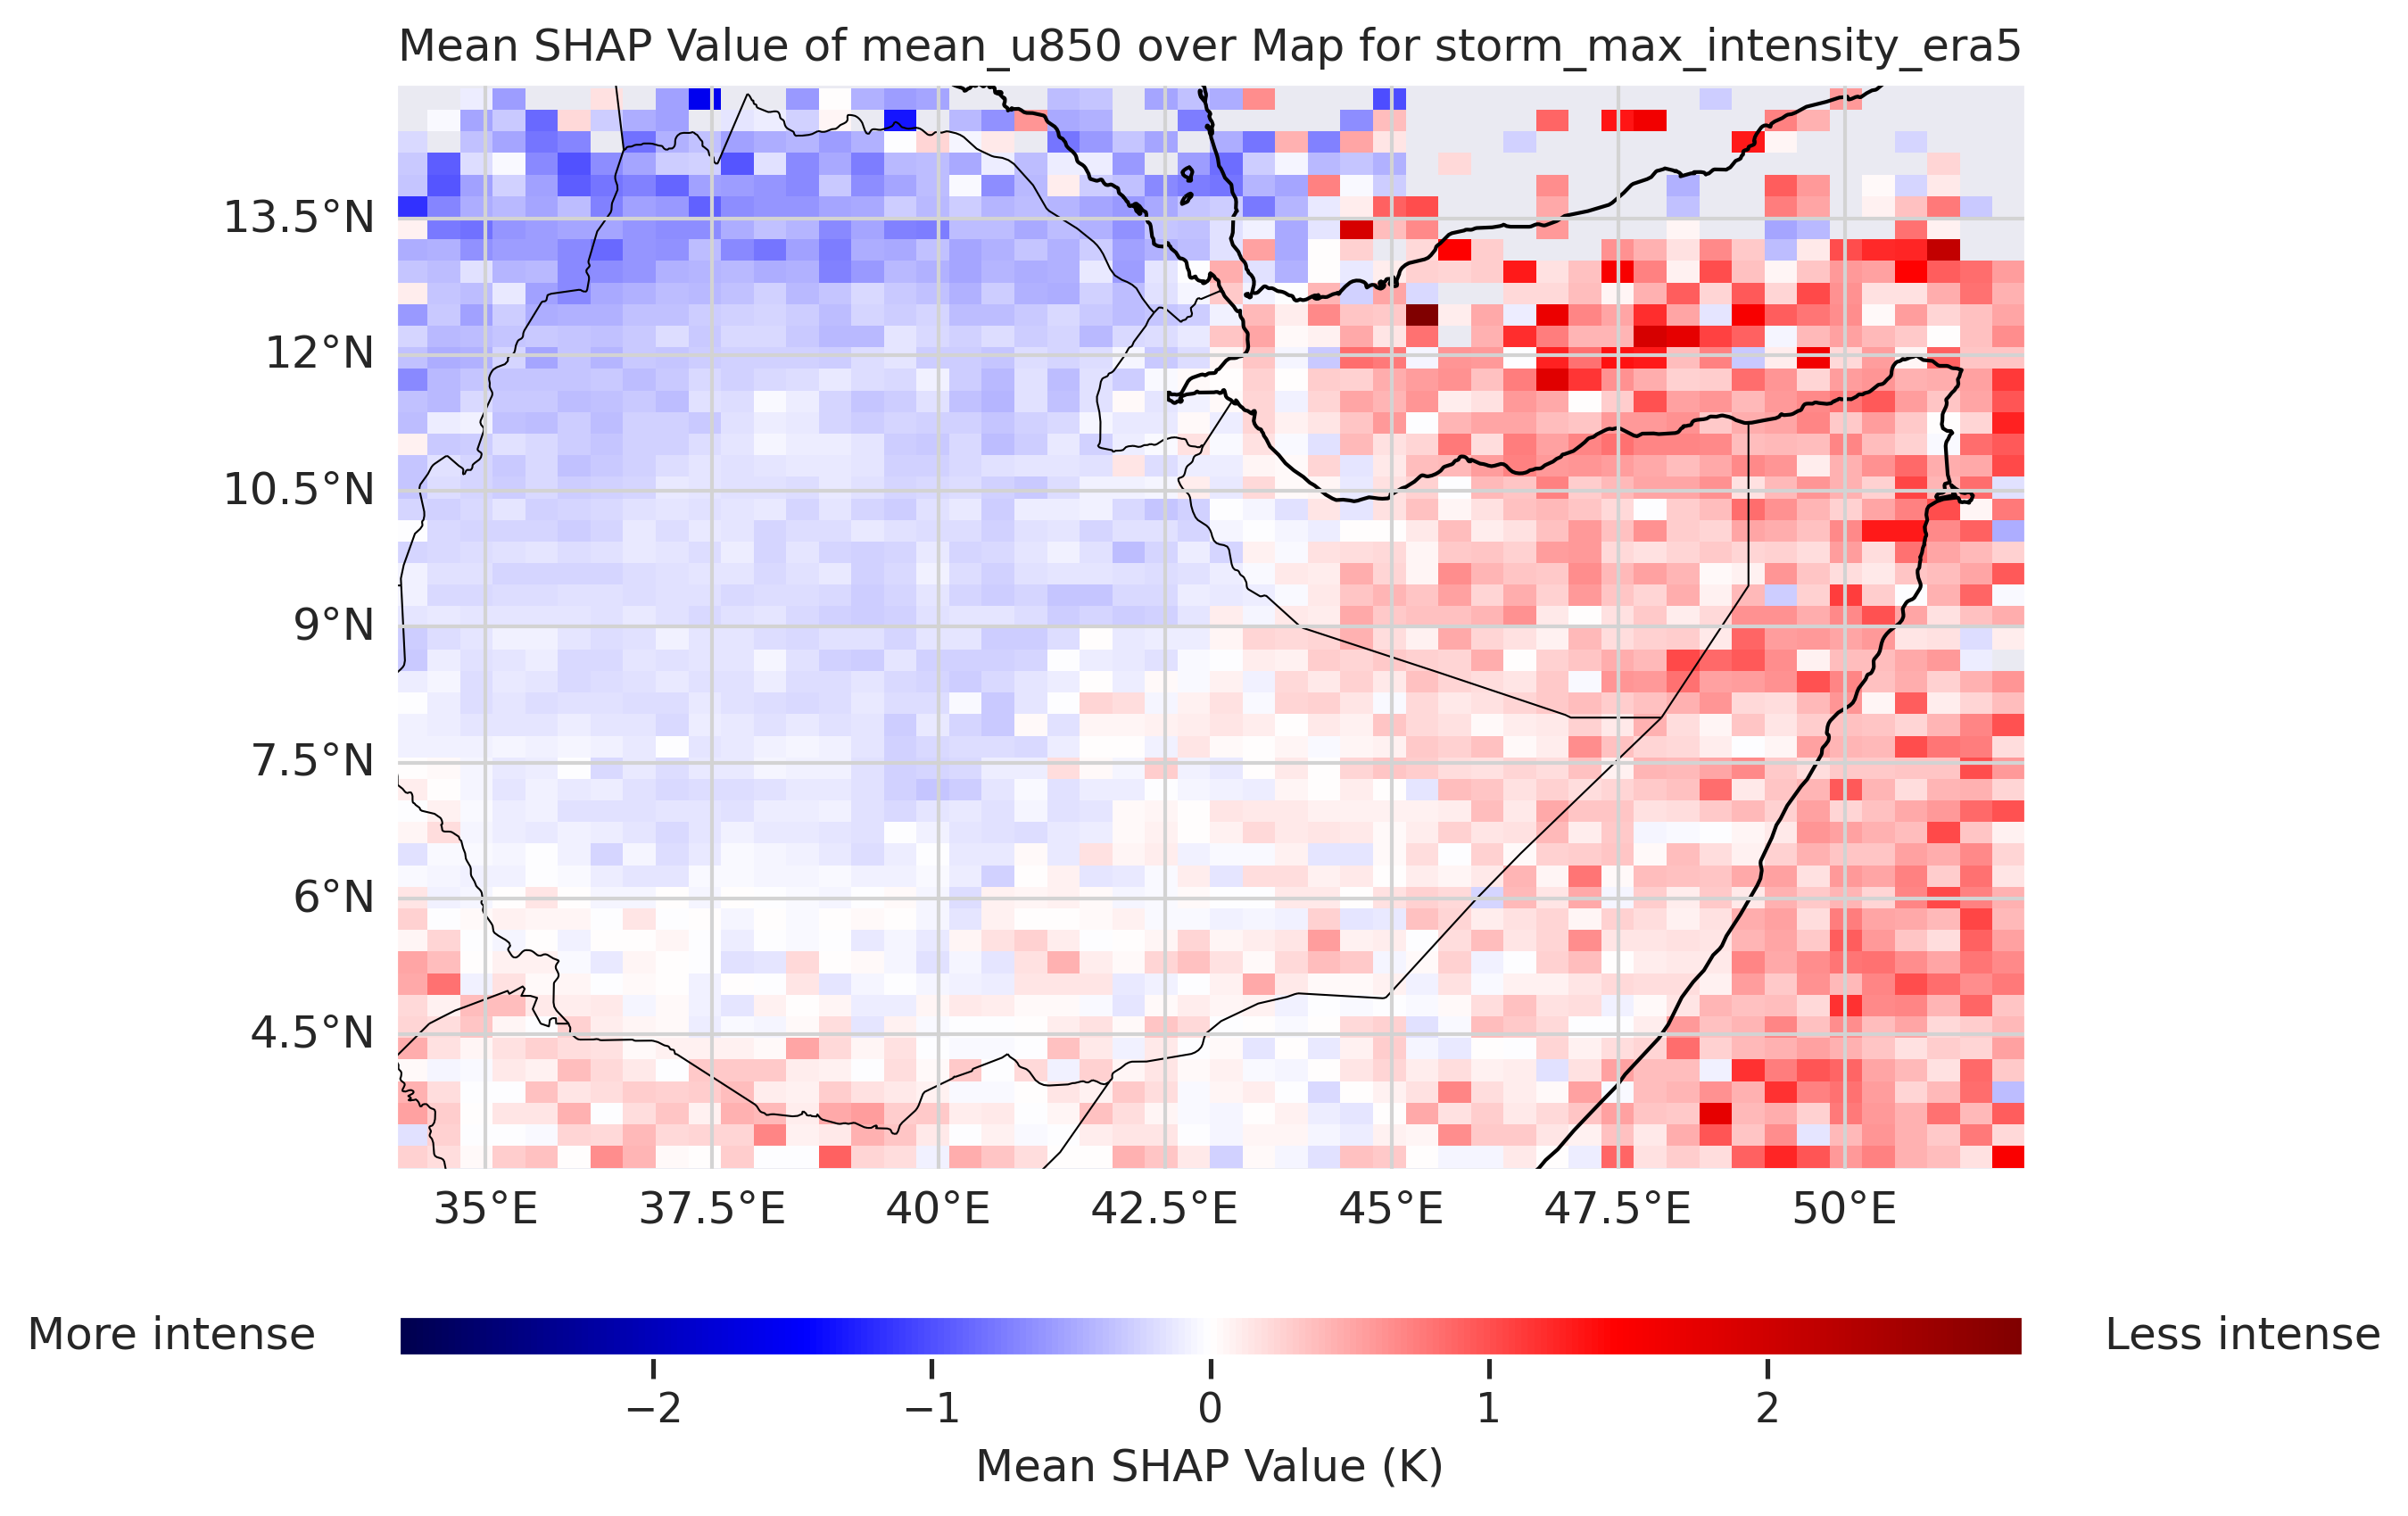 Mean SHAP Value of mean_u850 over Map for storm_max_intensity_era5
13.5°N
12°N
10.5°N
9°N
7.5°N
6°N
4.5°N
35°E 37.5°E 40°E 42.5°E 45°E 47.5°E 50°E
More intense Less intense
−2 −1 0 1 2
Mean SHAP Value (K)